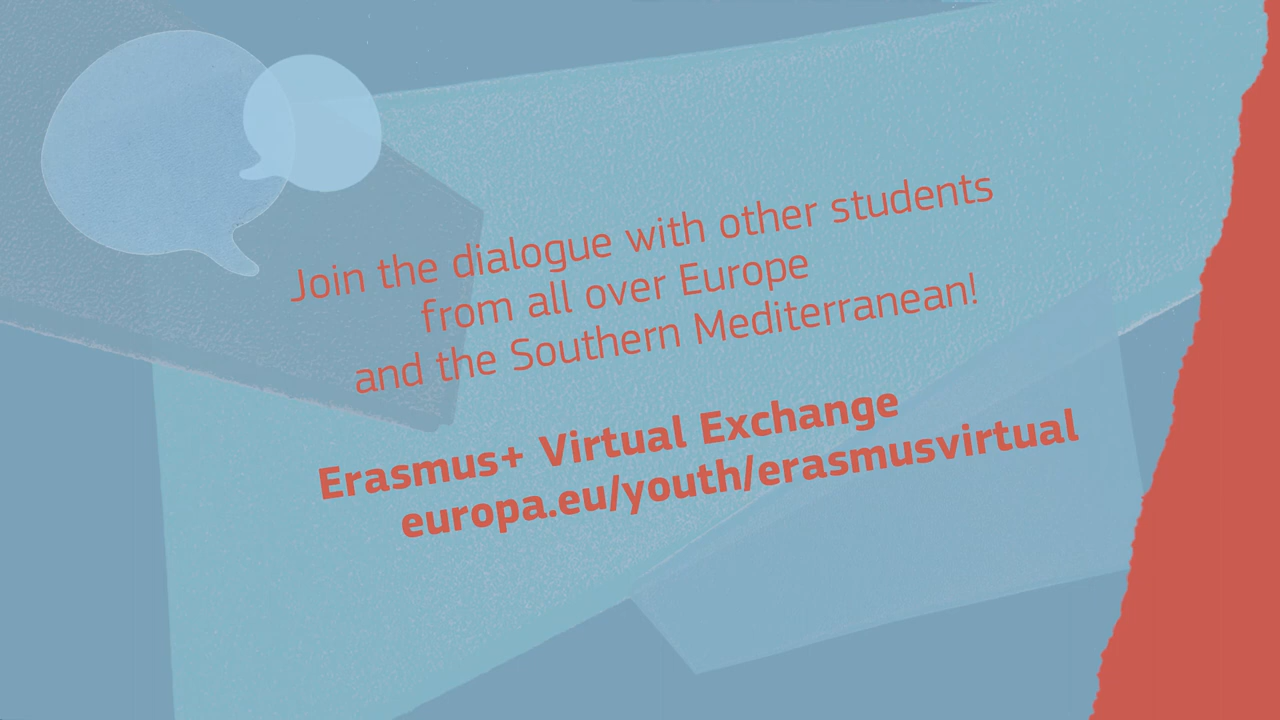 Join the dialogue with other students
from all over Europe
and the Southern Mediterranean!
Erasmus+ Virtual Exchange
europa.eu/youth/erasmusvirtual